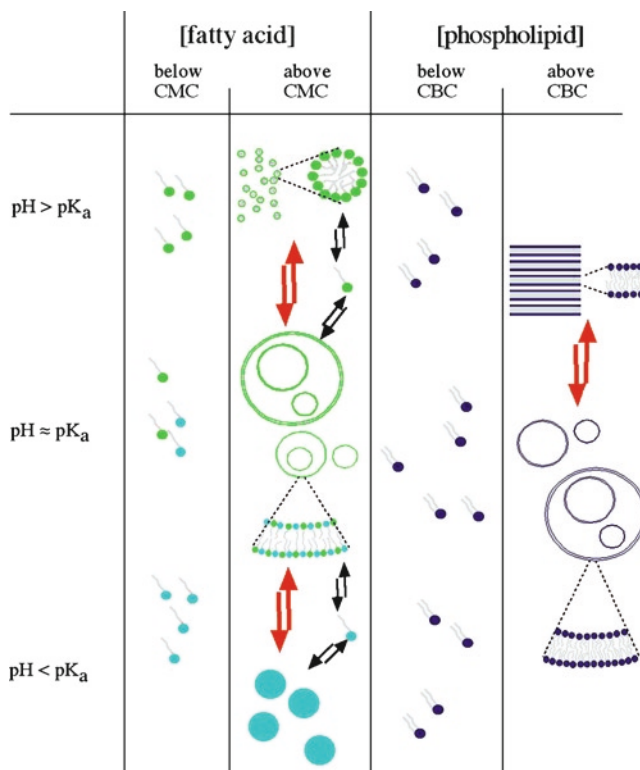 [fatty acid] [phospholipid]
below above below above
CMC CMC CBC CBC
pH > pKa
pH ≈ pKa
pH < pKa